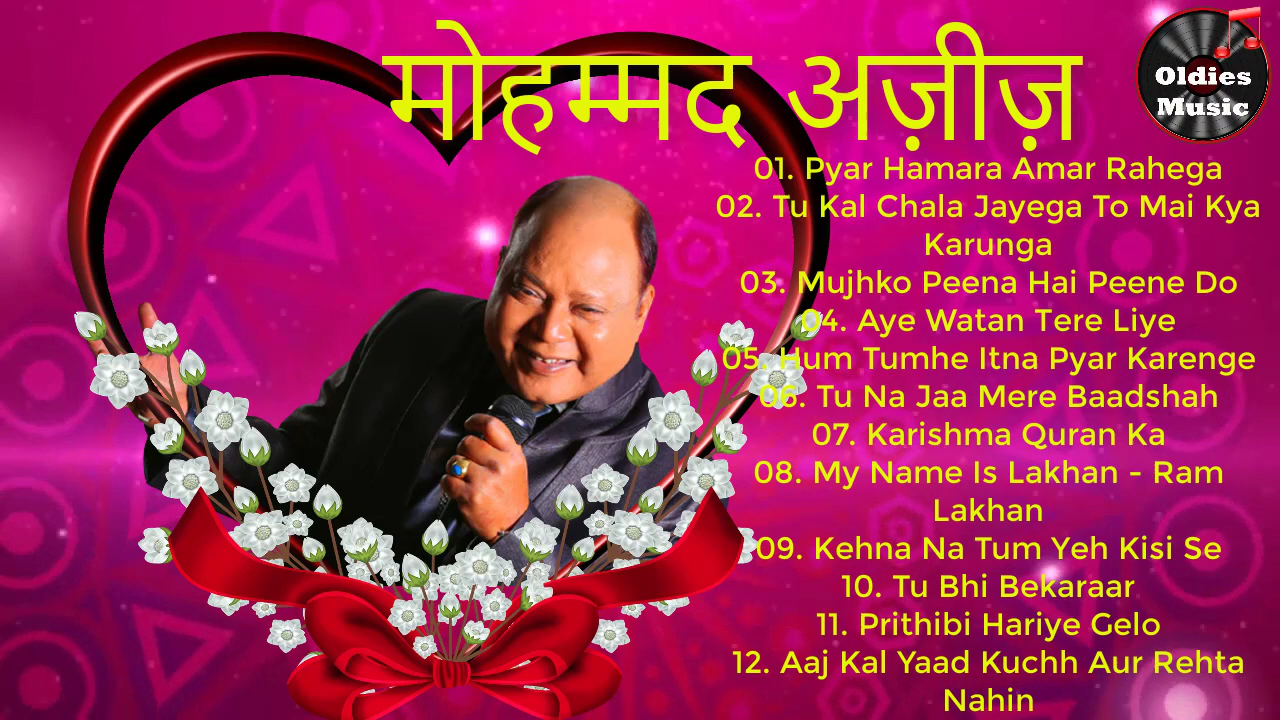 मोहम्मद अज़ीज़
Oldies
Music
01. Pyar Hamara Amar Rahega
02. Tu Kal Chala Jayega To Mai Kya
Karunga
03. Mujhko Peena Hai Peene Do
04. Aye Watan Tere Liye
05. Hum Tumhe Itna Pyar Karenge
06. Tu Na Jaa Mere Baadshah
07. Karishma Quran Ka
08. My Name Is Lakhan - Ram
Lakhan
09. Kehna Na Tum Yeh Kisi Se
10. Tu Bhi Bekaraar
11. Prithibi Hariye Gelo
12. Aaj Kal Yaad Kuchh Aur Rehta
Nahin